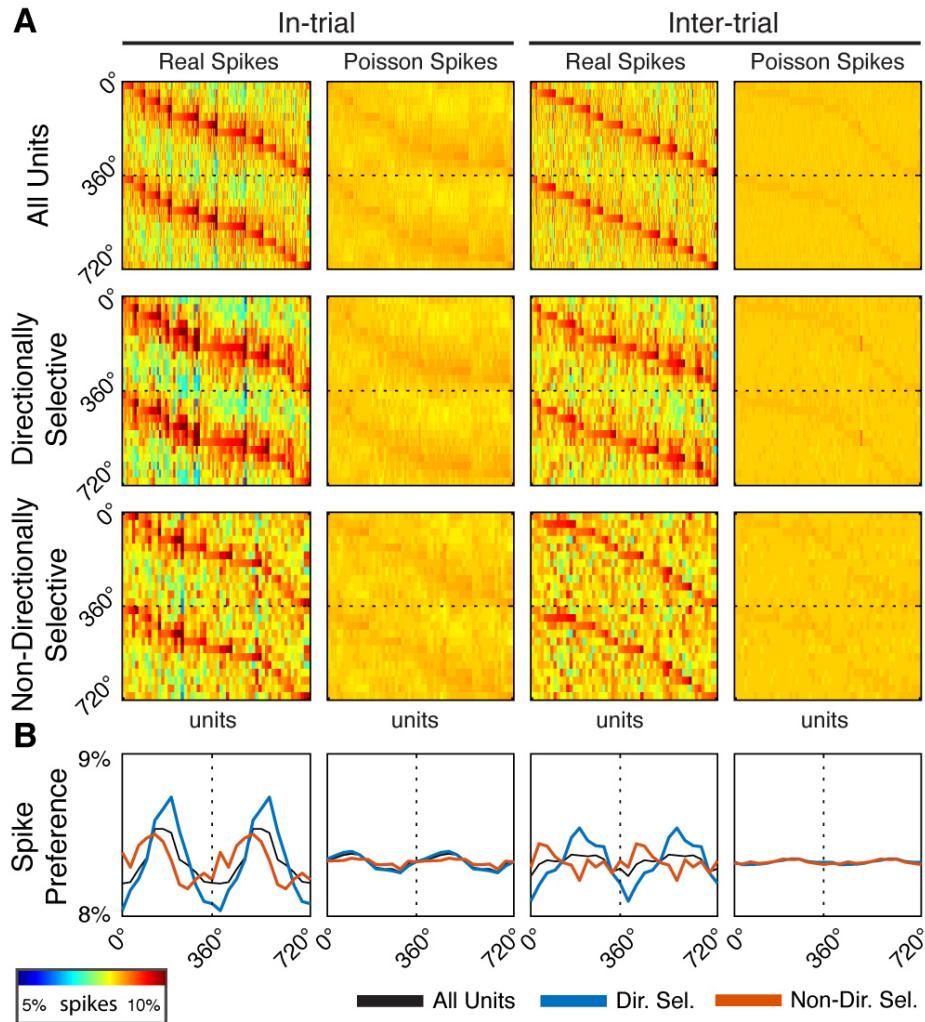 A
In-trial
Inter-trial
Real Spikes
Poisson Spikes
Real Spikes
Poisson Spikes
All Units
0°
360°
720°
Directionally
Selective
0°
360°
720°
Non-Directionally
Selective
0°
360°
720°
units
units
units
units
B
Spike
Preference
9%
8%
0°
360°
720°
0°
360°
720°
0°
360°
720°
0°
360°
720°
5% spikes 10%
All Units
Dir. Sel.
Non-Dir. Sel.